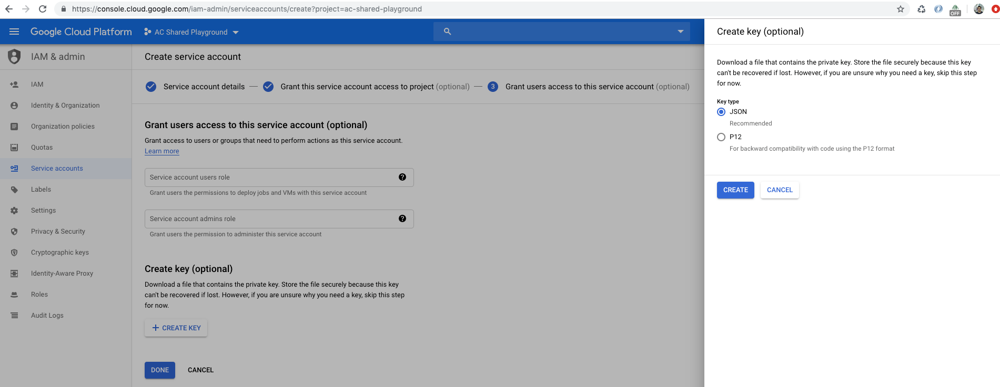 https://console.cloud.google.com/iam-admin/serviceaccounts/create?project=ac-shared-playground
OFF
Google Cloud Platform
AC Shared Playground
IAM & admin
IAM
Identity & Organization
Organization policies
Quotas
Service accounts
Labels
Settings
Privacy & Security
Cryptographic keys
Identity-Aware Proxy
Roles
Audit Logs
Create service account
Service account details
Grant this service account access to project (optional)
3 Grant users access to this service account (optional)
Grant users access to this service account (optional)
Grant access to users or groups that need to perform actions as this service account.
Learn more
Service account users role ?
Grant users the permissions to deploy jobs and VMs with this service account
Service account admins role ?
Grant users the permission to administer this service account
Create key (optional)
Download a file that contains the private key. Store the file securely because this key
can't be recovered if lost. However, if you are unsure why you need a key, skip this step
for now.
+ CREATE KEY
DONE CANCEL
Create key (optional)
Download a file that contains the private key. Store the file securely because this key
can't be recovered if lost. However, if you are unsure why you need a key, skip this step
for now.
Key type
JSON
Recommended
P12
For backward compatibility with code using the P12 format
CREATE CANCEL